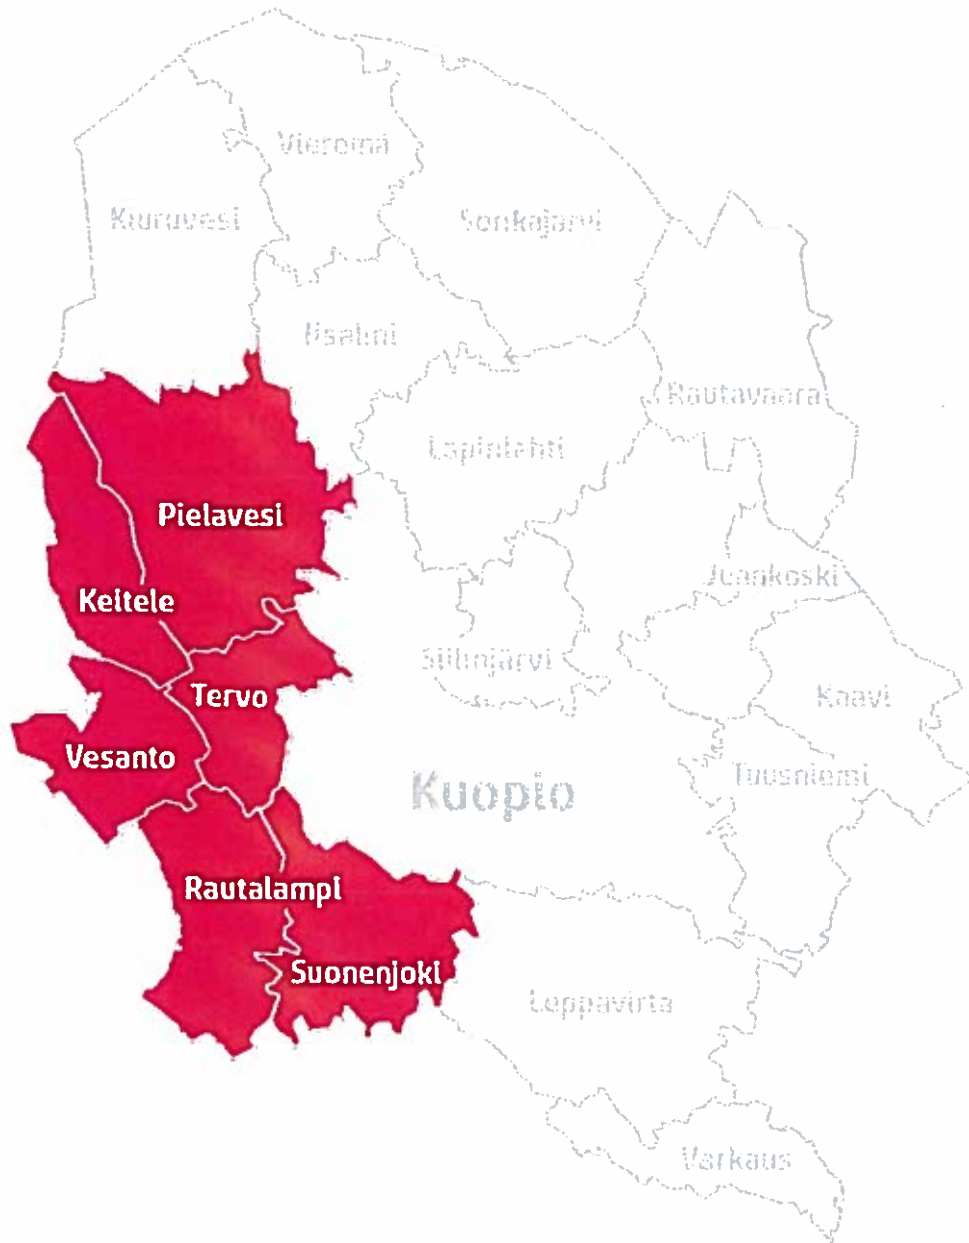 Vieremä
Kiuruvesi
Sonkajärvi
Iisalmi
Rautavaara
Lapinlahti
Pielavesi
Juankoski
Keitele
Siilinjärvi
Tervo
Kaavi
Vesanto
Tuusniemi
Kuopio
Rautalampi
Suonenjoki
Leppävirta
Varkaus